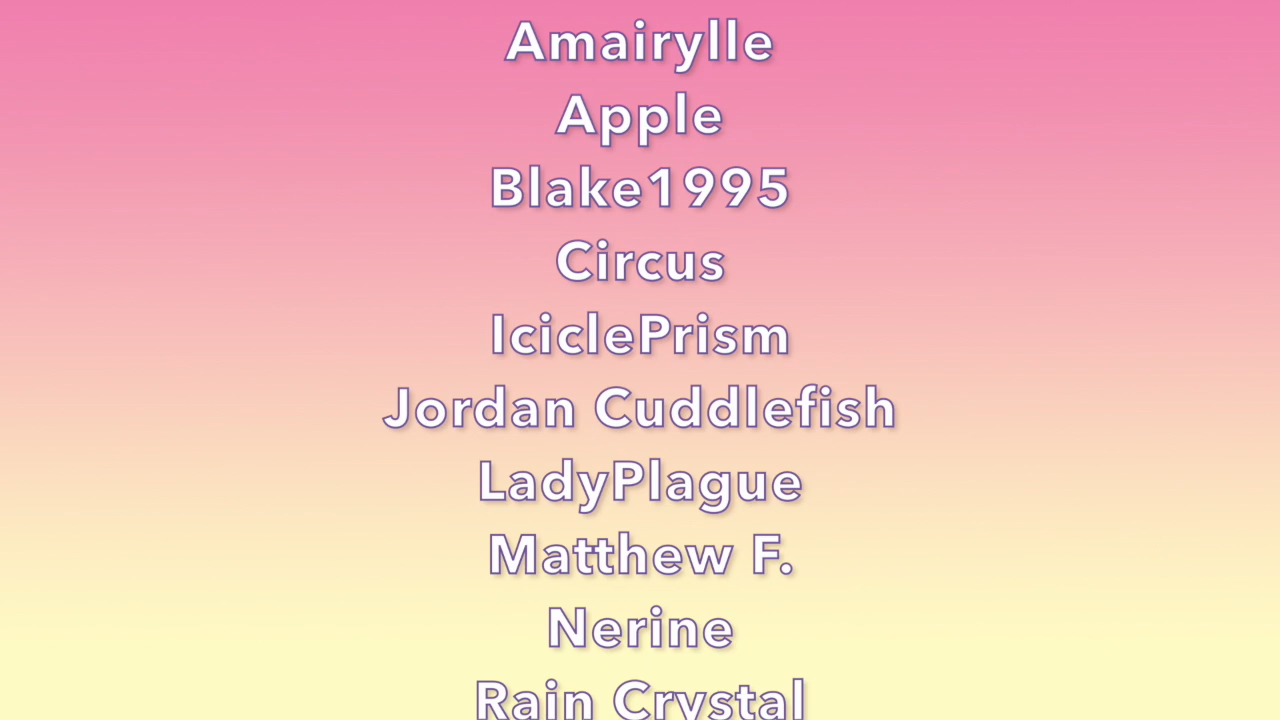 Amairylle
Apple
Blake1995
Circus
IciclePrism
Jordan Cuddlefish
LadyPlague
Matthew F.
Nerine
Rain Crystal